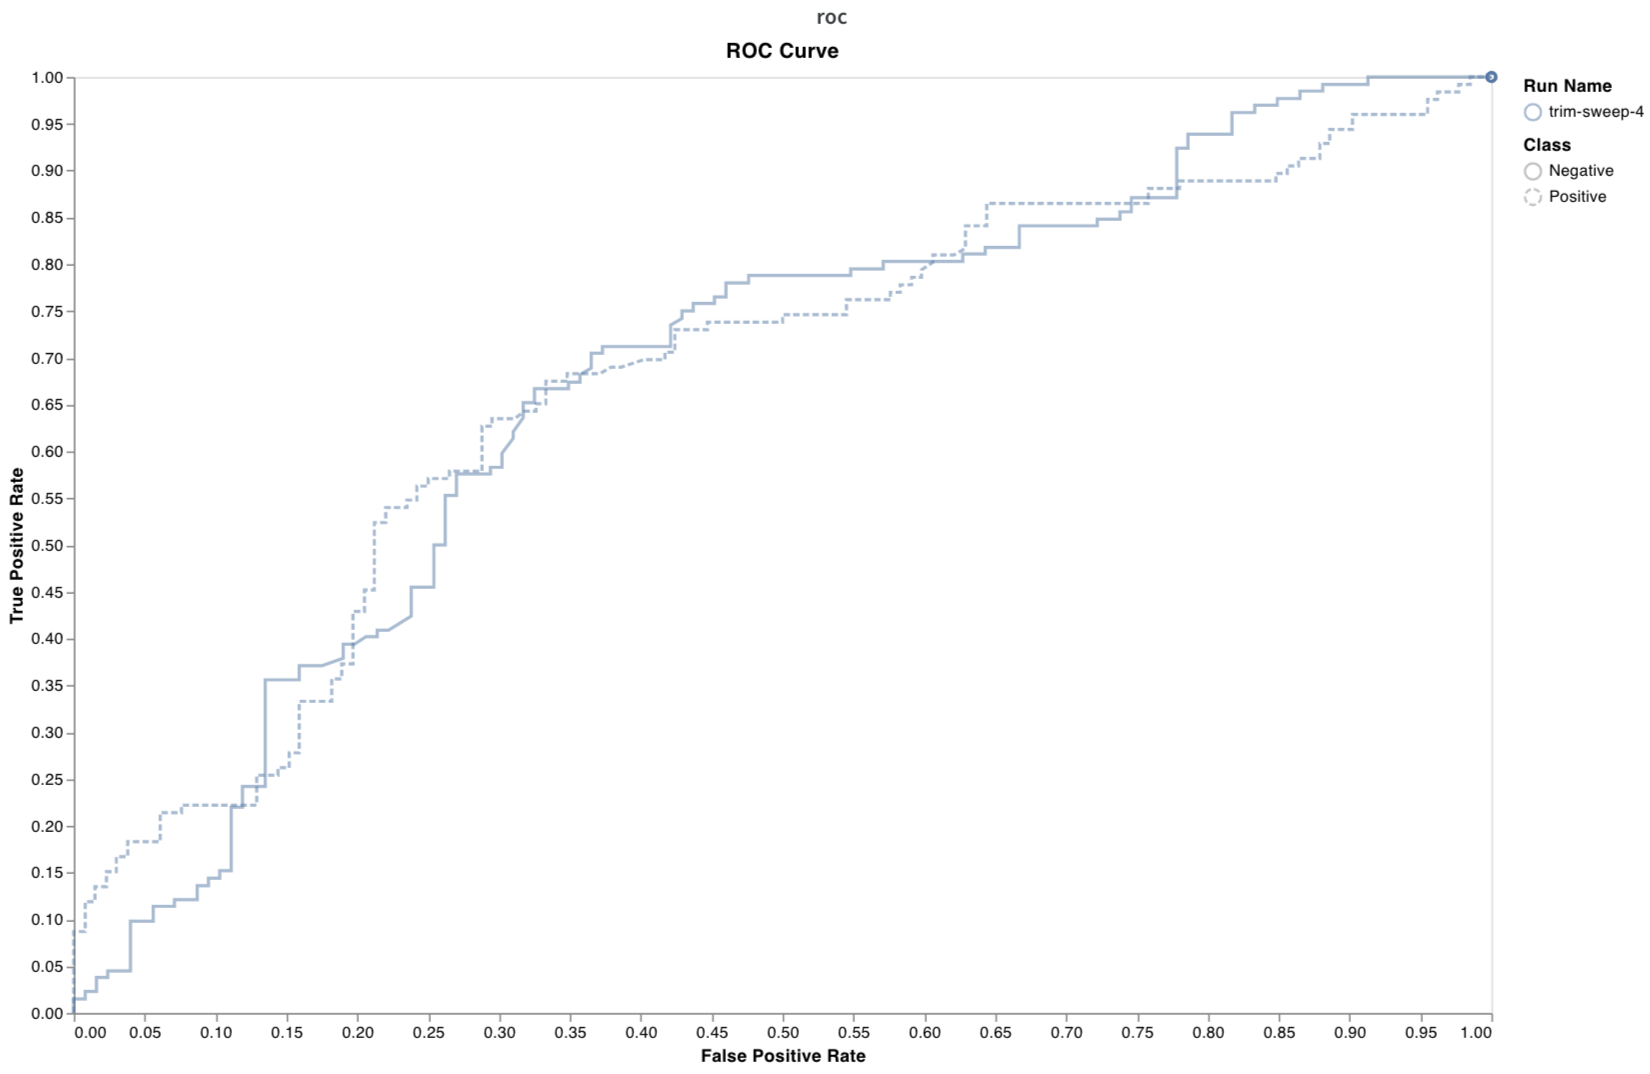 roc
ROC Curve
1.00
0.95
0.90
0.85
0.80
0.75
0.70
0.65
0.60
0.55
0.50
0.45
0.40
0.35
0.30
0.25
0.20
0.15
0.10
0.05
0.00
True Positive Rate
0.00 0.05 0.10 0.15 0.20 0.25 0.30 0.35 0.40 0.45 0.50 0.55 0.60 0.65 0.70 0.75 0.80 0.85 0.90 0.95 1.00
False Positive Rate
Run Name
trim-sweep-4
Class
Negative
Positive